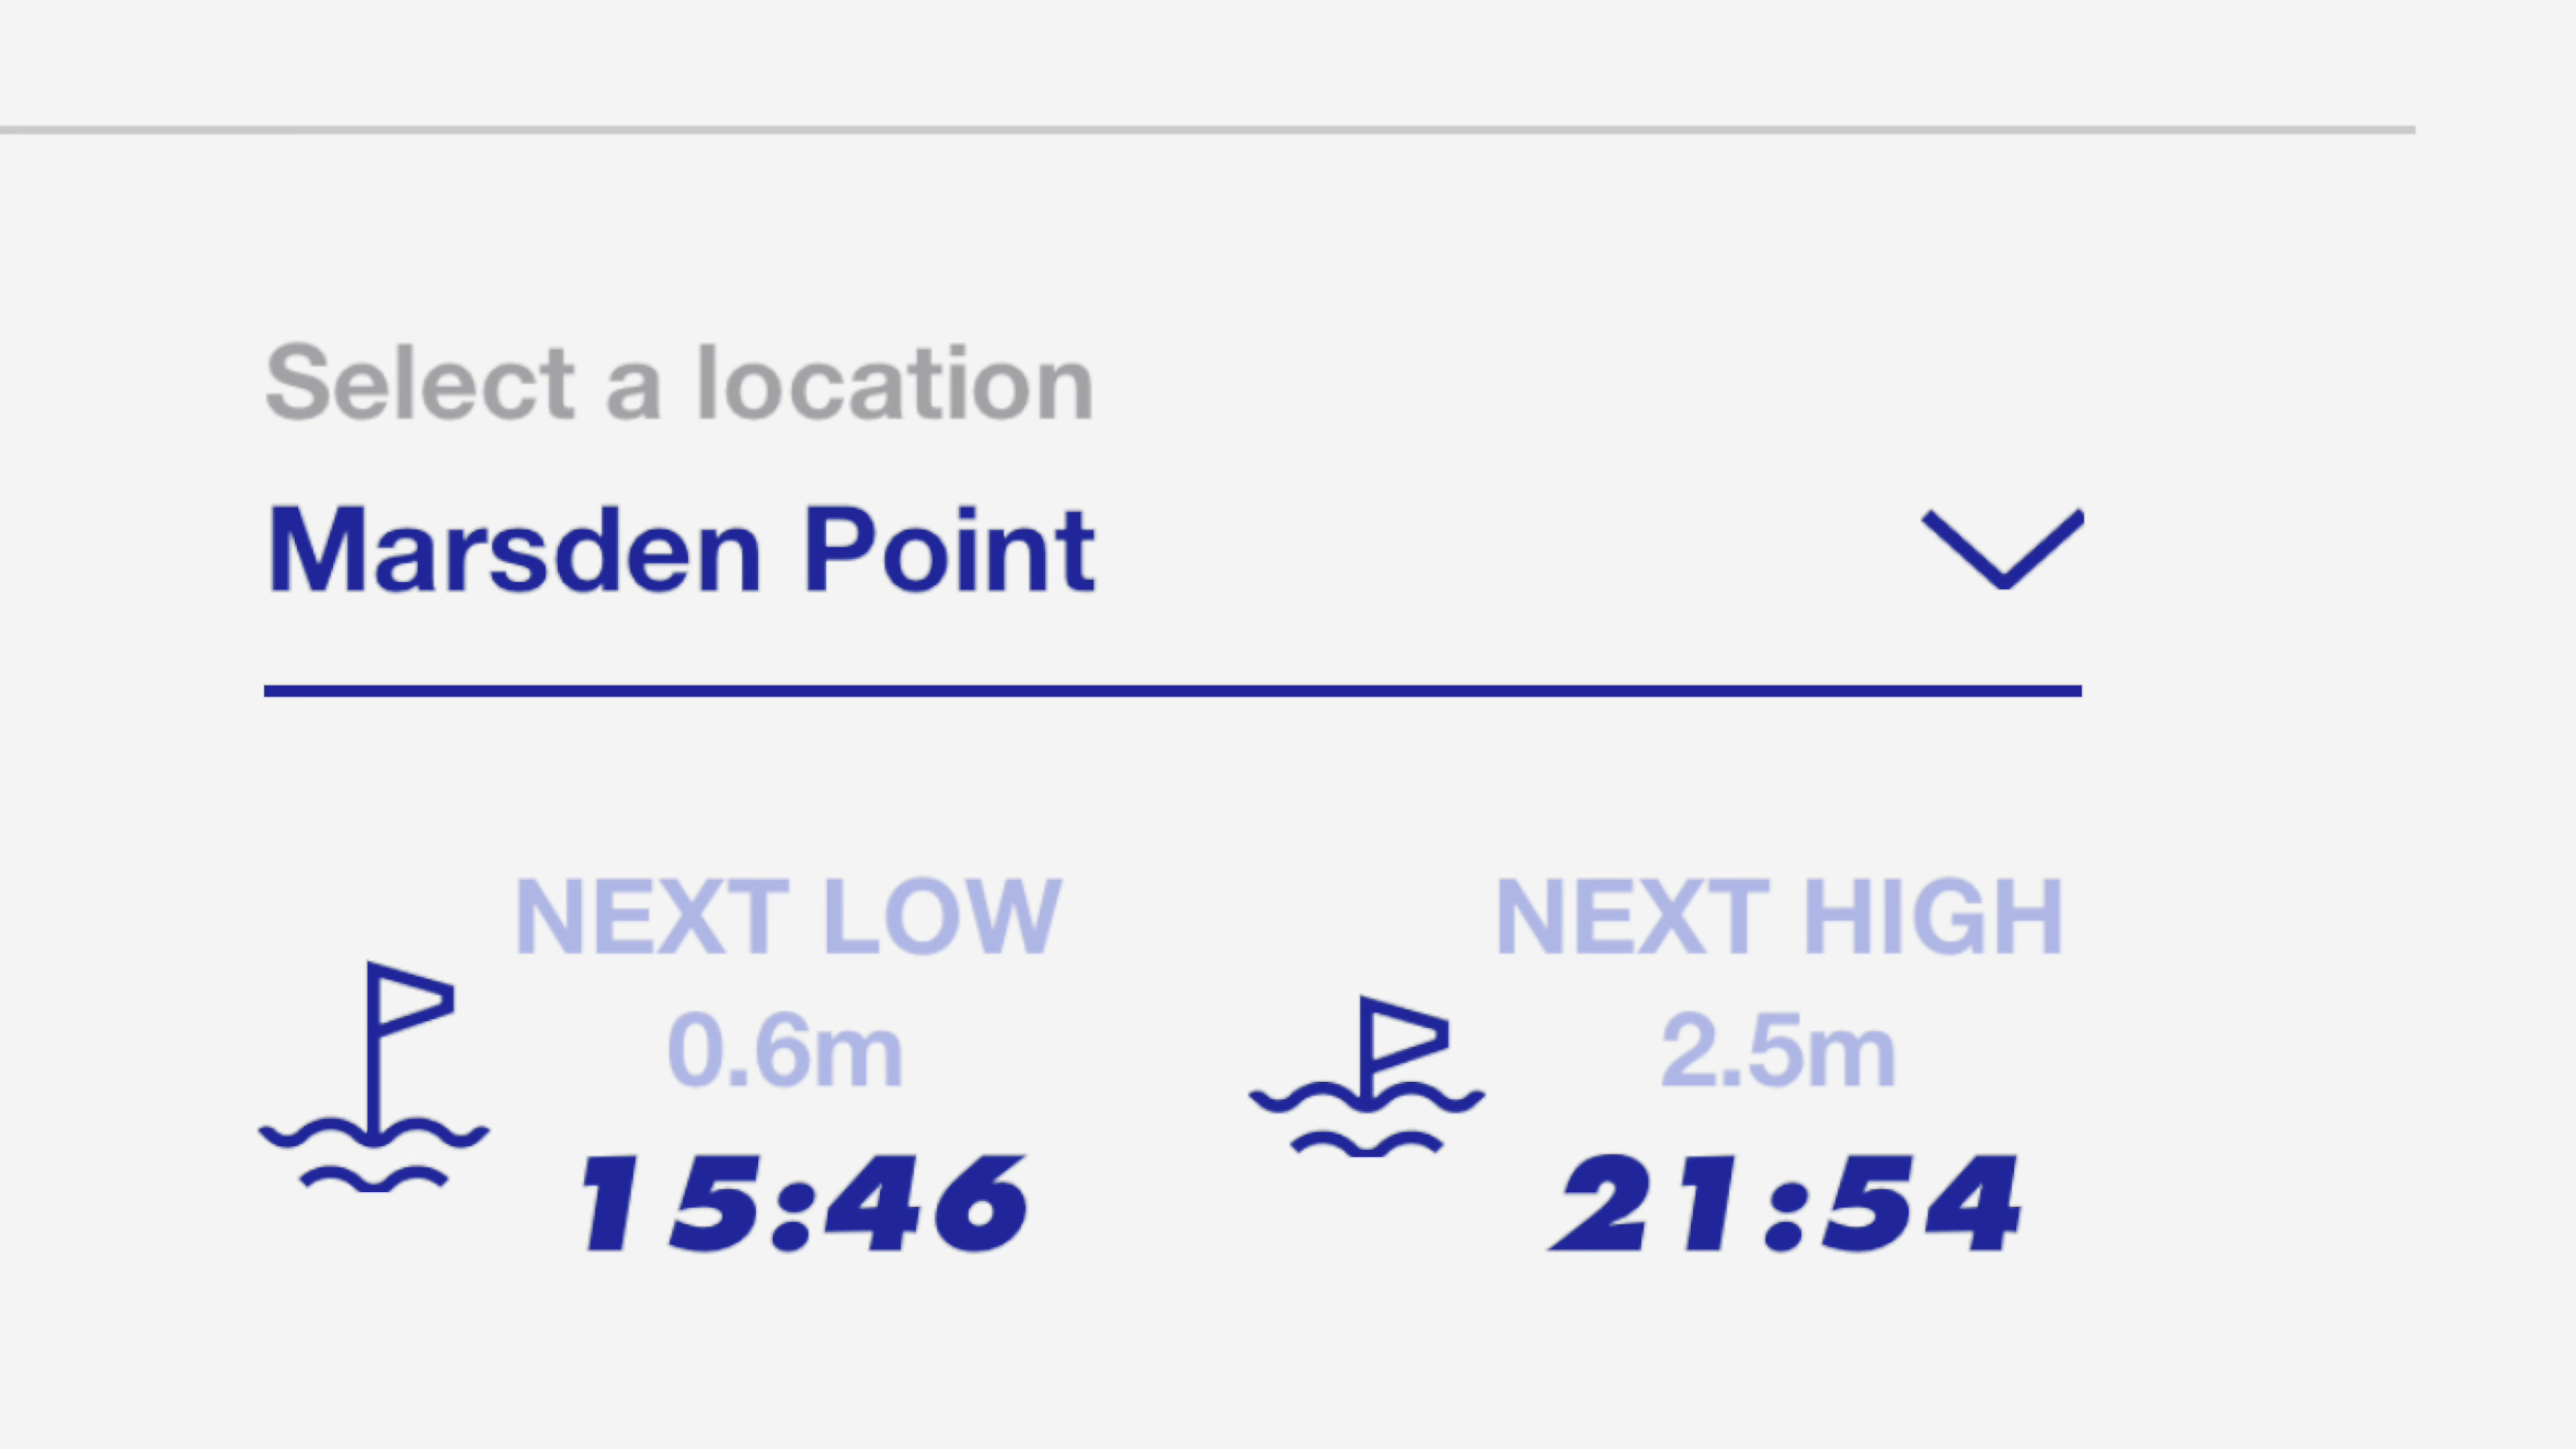 Select a location
Marsden Point
NEXT LOW
0.6m
15:46
NEXT HIGH
2.5m
21:54